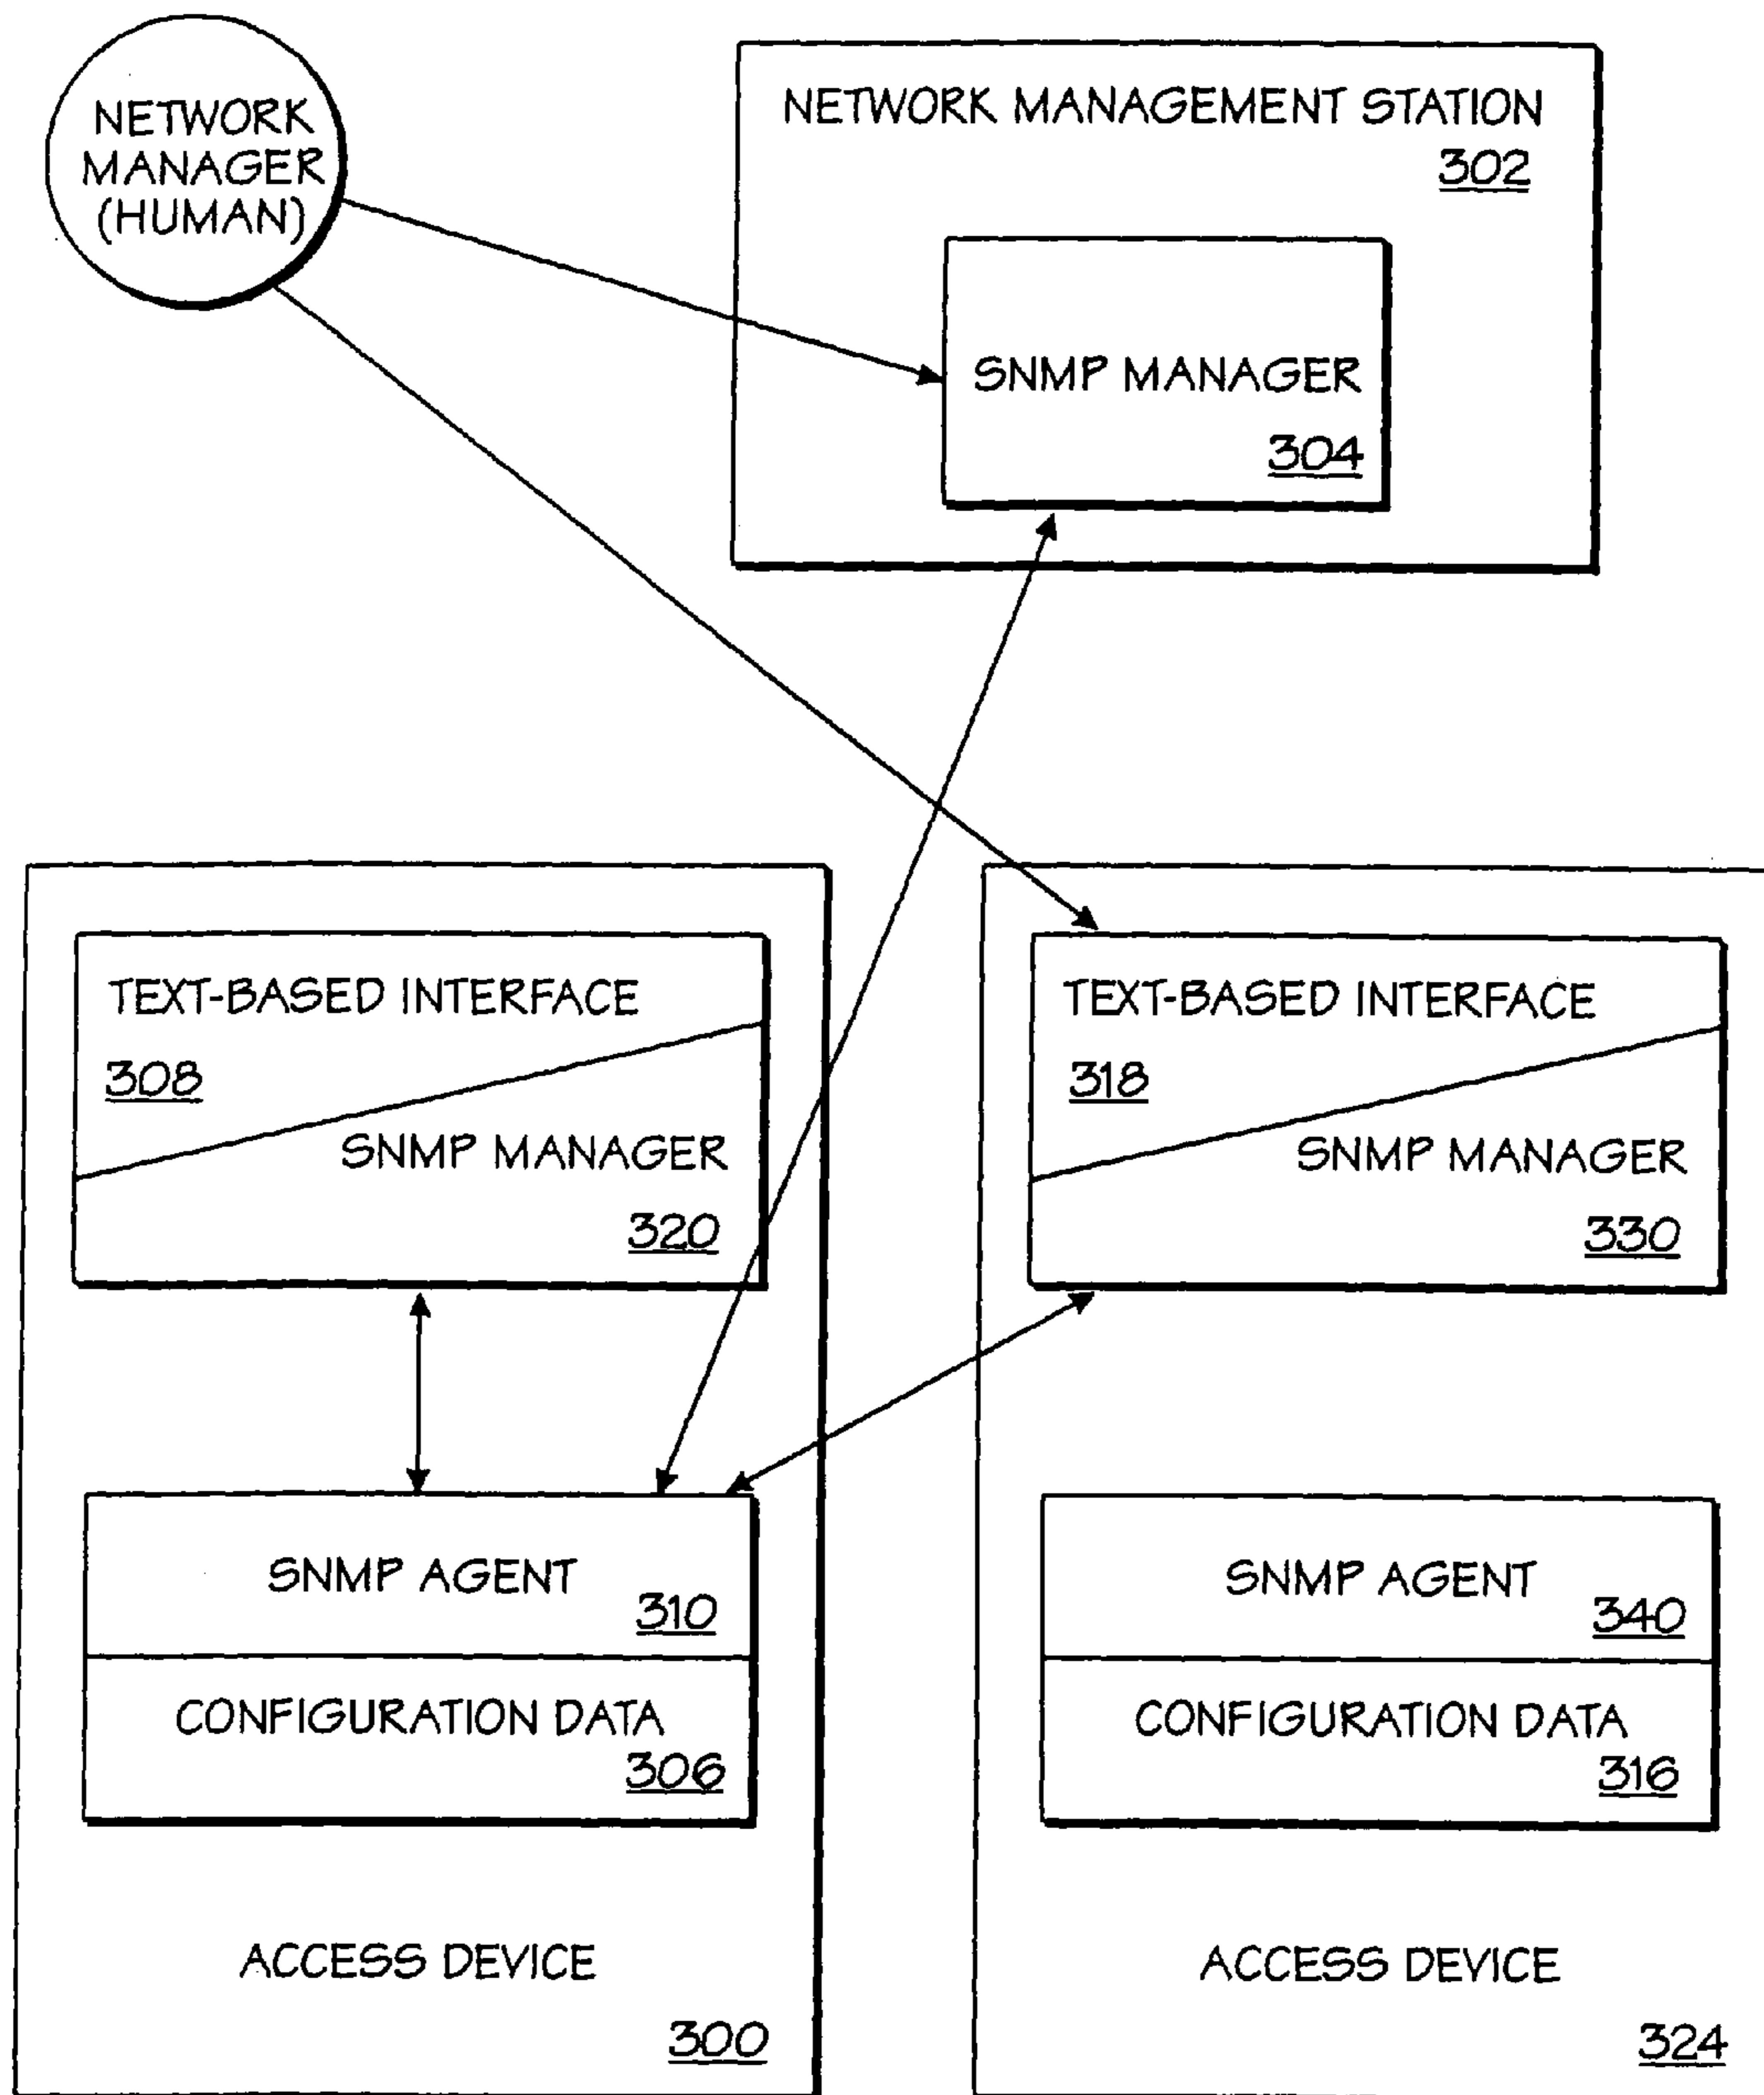 NETWORK
MANAGER
(HUMAN)
NETWORK MANAGEMENT STATION
302
SNMP MANAGER
304
TEXT-BASED INTERFACE
308
SNMP MANAGER
320
SNMP AGENT
310
CONFIGURATION DATA
306
ACCESS DEVICE
300
TEXT-BASED INTERFACE
318
SNMP MANAGER
330
SNMP AGENT
340
CONFIGURATION DATA
316
ACCESS DEVICE
324